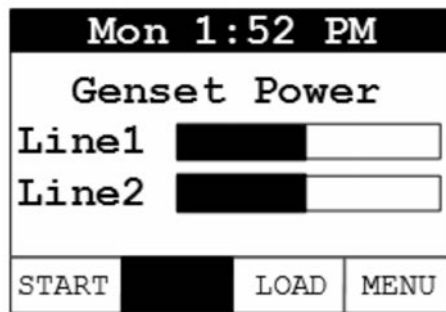 Mon 1:52 PM
Genset Power
Line1
Line2
START LOAD MENU